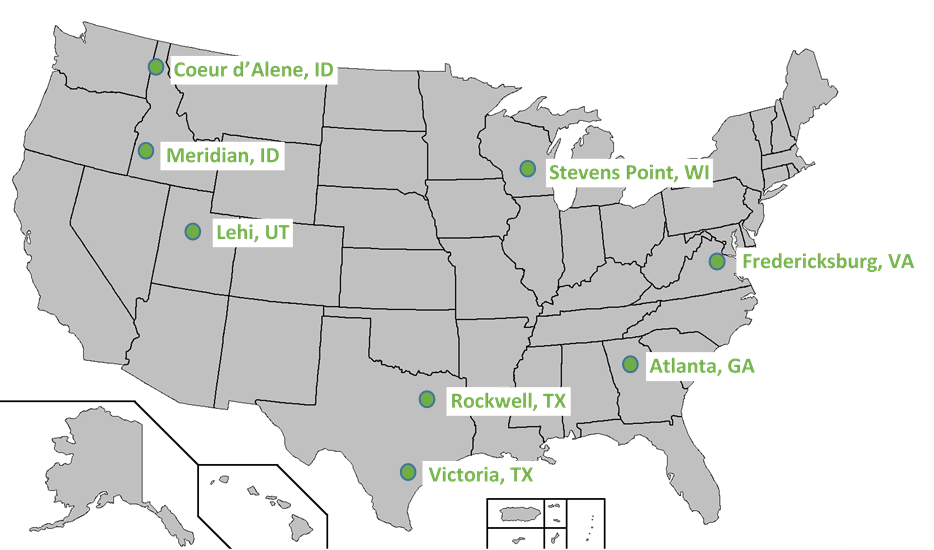 Coeur d’Alene, ID
Meridian, ID
Stevens Point, WI
Lehi, UT
Fredericksburg, VA
Atlanta, GA
Rockwell, TX
Victoria, TX